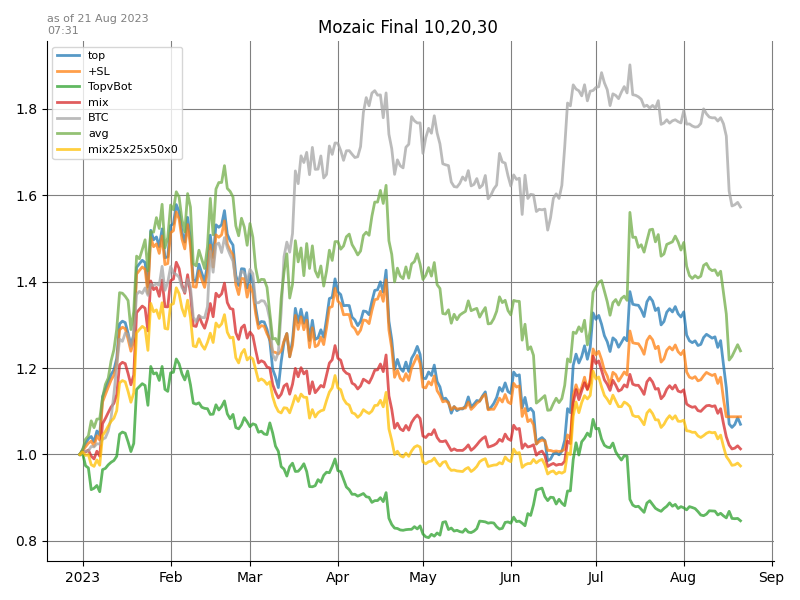 as of 21 Aug 2023
07:31
Mozaic Final 10,20,30
top
+SL
TopvBot
mix
BTC
avg
mix25x25x50x0
1.8
1.6
1.4
1.2
1.0
0.8
2023 Feb Mar Apr May Jun Jul Aug Sep